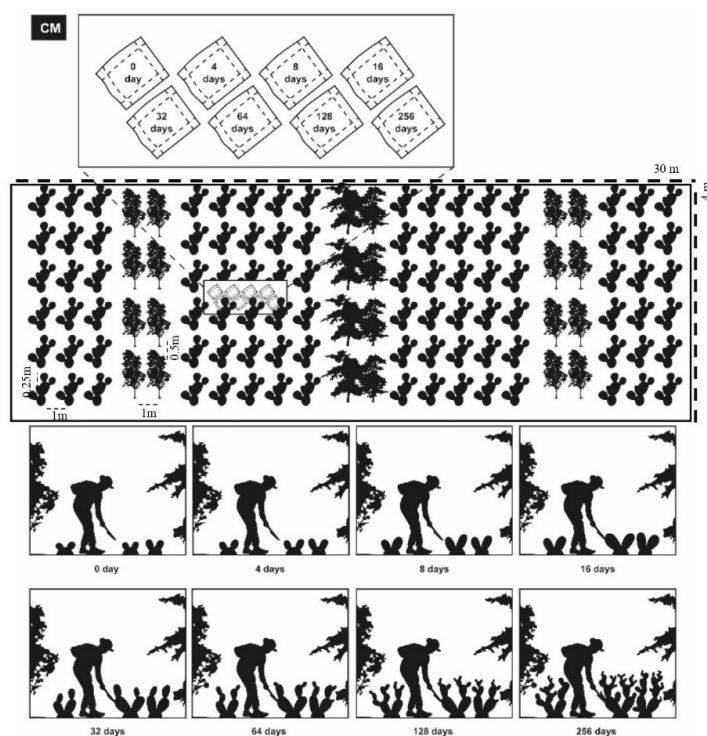 CM
0 day
4 days
8 days
16 days
32 days
64 days
128 days
256 days
30 m
4 m
0.5m
0.25m
1m
1m
0 day
4 days
8 days
16 days
32 days
64 days
128 days
256 days